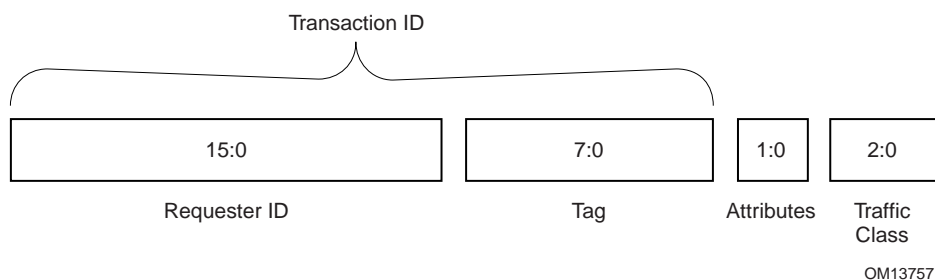 Transaction ID
15:0
7:0
1:0
2:0
Requester ID
Tag
Attributes
Traffic
Class
OM13757